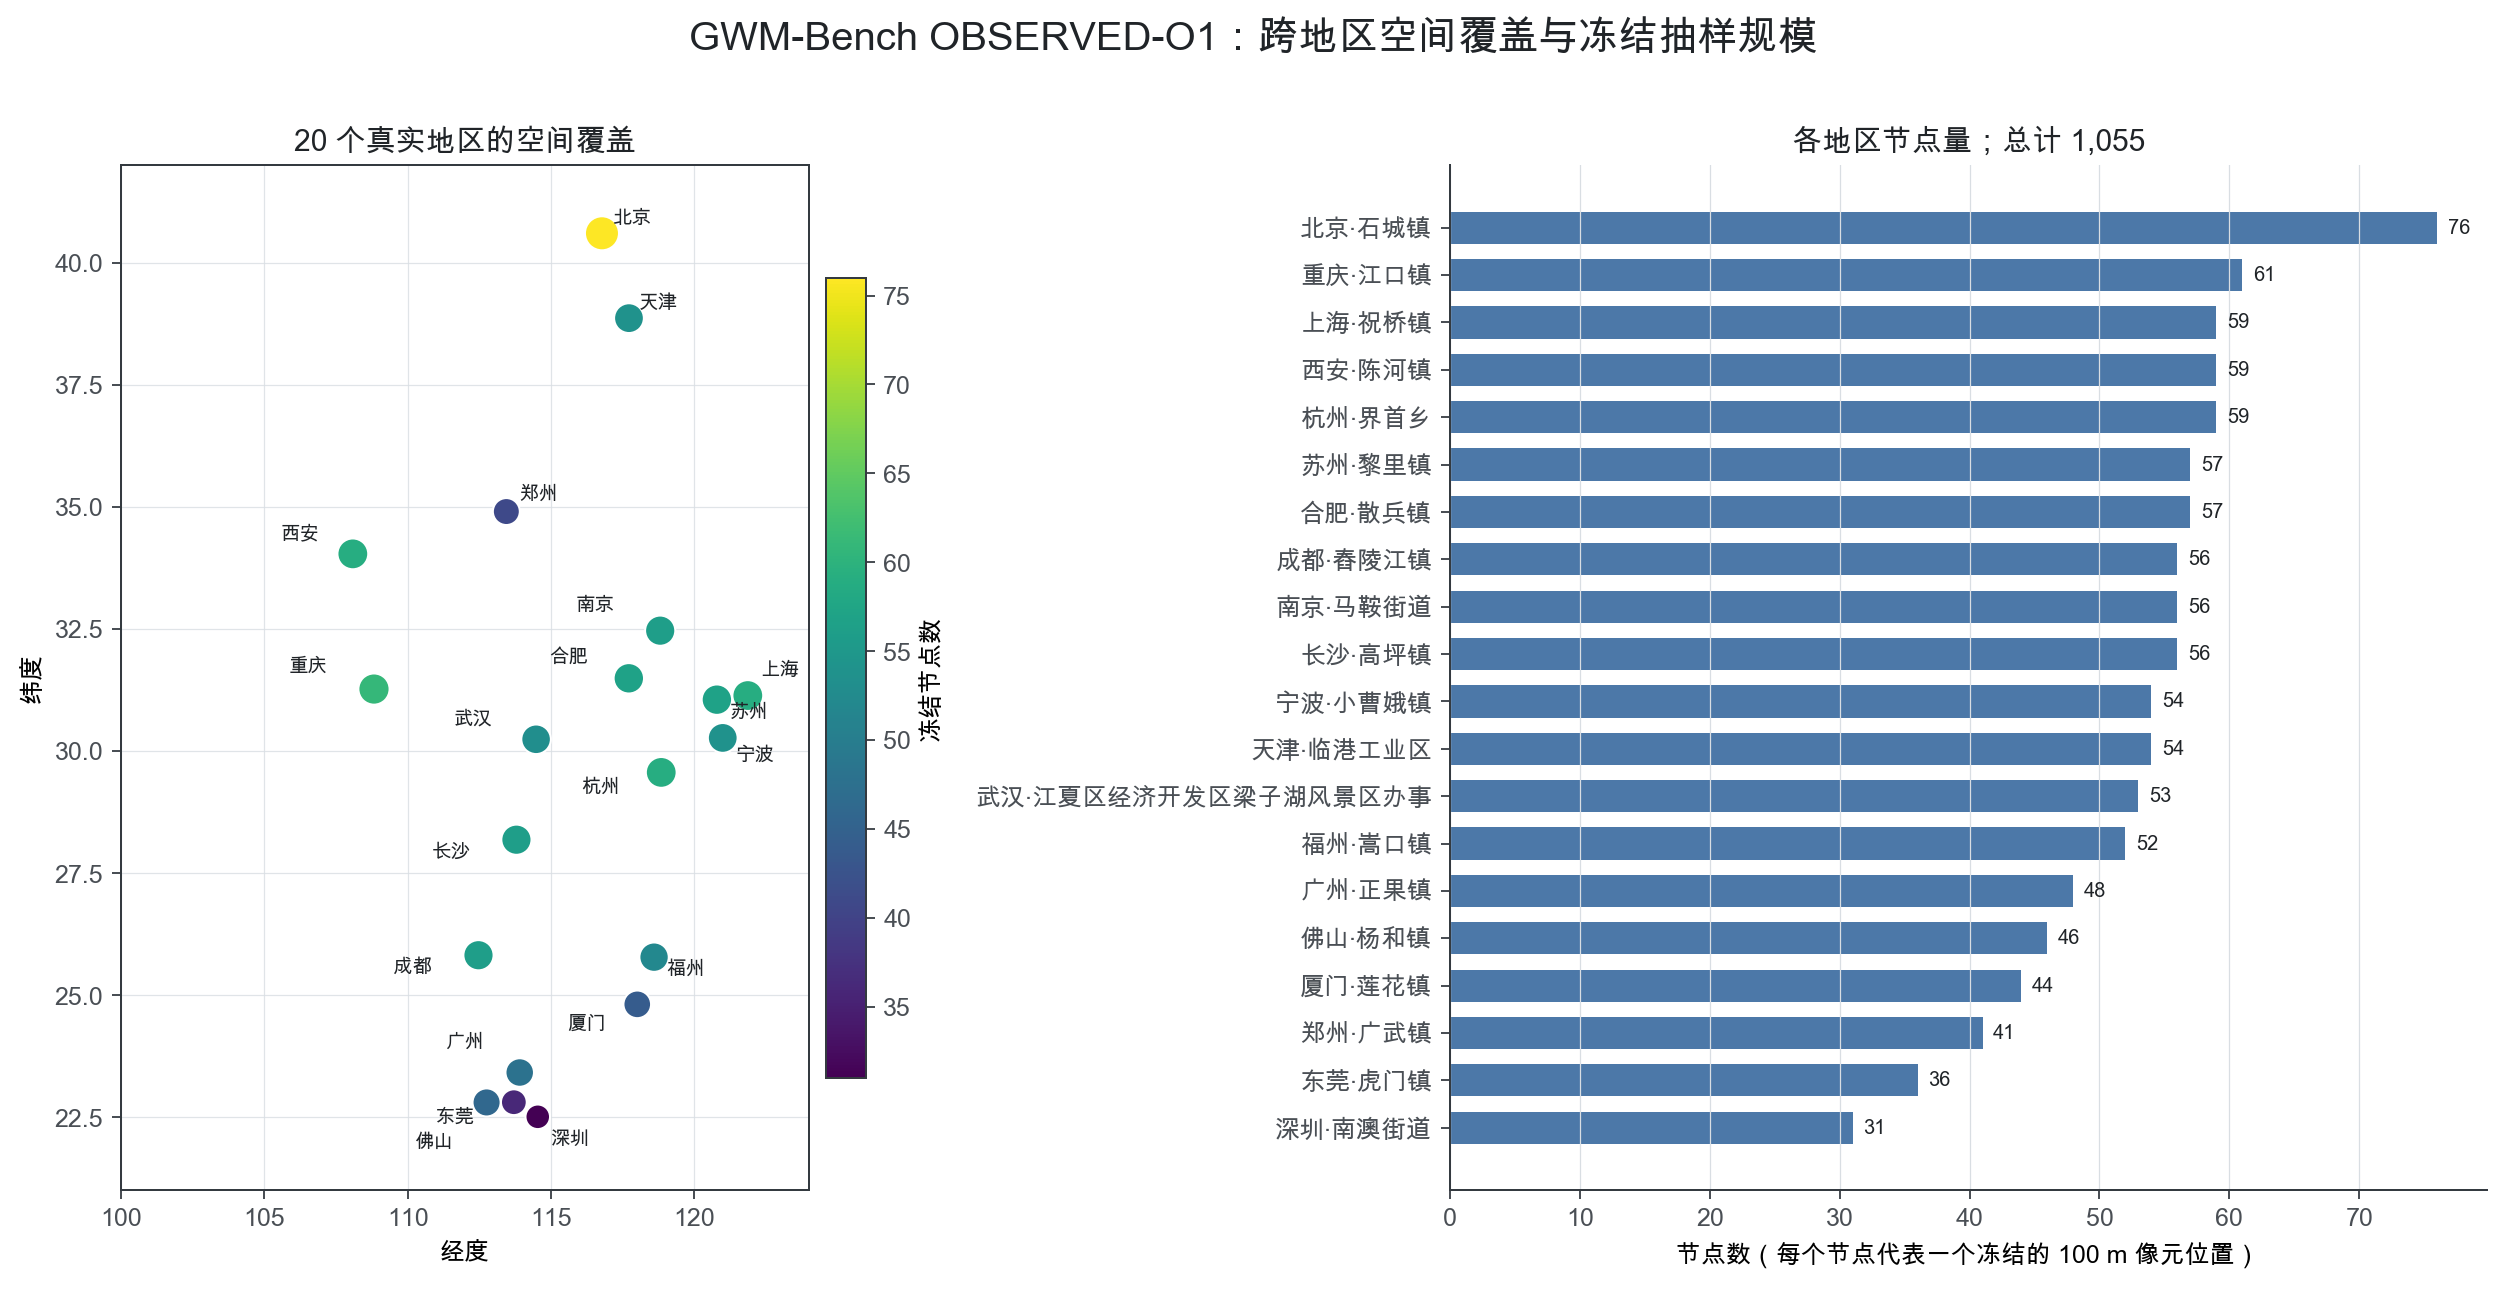 GWM-Bench OBSERVED-O1：跨地区空间覆盖与冻结抽样规模
20 个真实地区的空间覆盖
北京
天津
郑州
西安
南京
合肥
重庆
上海
苏州
武汉
宁波
杭州
长沙
成都
福州
厦门
广州
东莞
佛山
深圳
40.0
37.5
35.0
32.5
30.0
27.5
25.0
22.5
纬度
100
105
110
115
120
经度
75
70
65
60
55
50
45
40
35
冻结节点数
各地区节点量；总计 1,055
北京·石城镇 76
重庆·江口镇 61
上海·祝桥镇 59
西安·陈河镇 59
杭州·界首乡 59
苏州·黎里镇 57
合肥·散兵镇 57
成都·舂陵江镇 56
南京·马鞍街道 56
长沙·高坪镇 56
宁波·小曹娥镇 54
天津·临港工业区 54
武汉·江夏区经济开发区梁子湖风景区办事 53
福州·嵩口镇 52
广州·正果镇 48
佛山·杨和镇 46
厦门·莲花镇 44
郑州·广武镇 41
东莞·虎门镇 36
深圳·南澳街道 31
0
10
20
30
40
50
60
70
节点数（每个节点代表一个冻结的 100 m 像元位置）